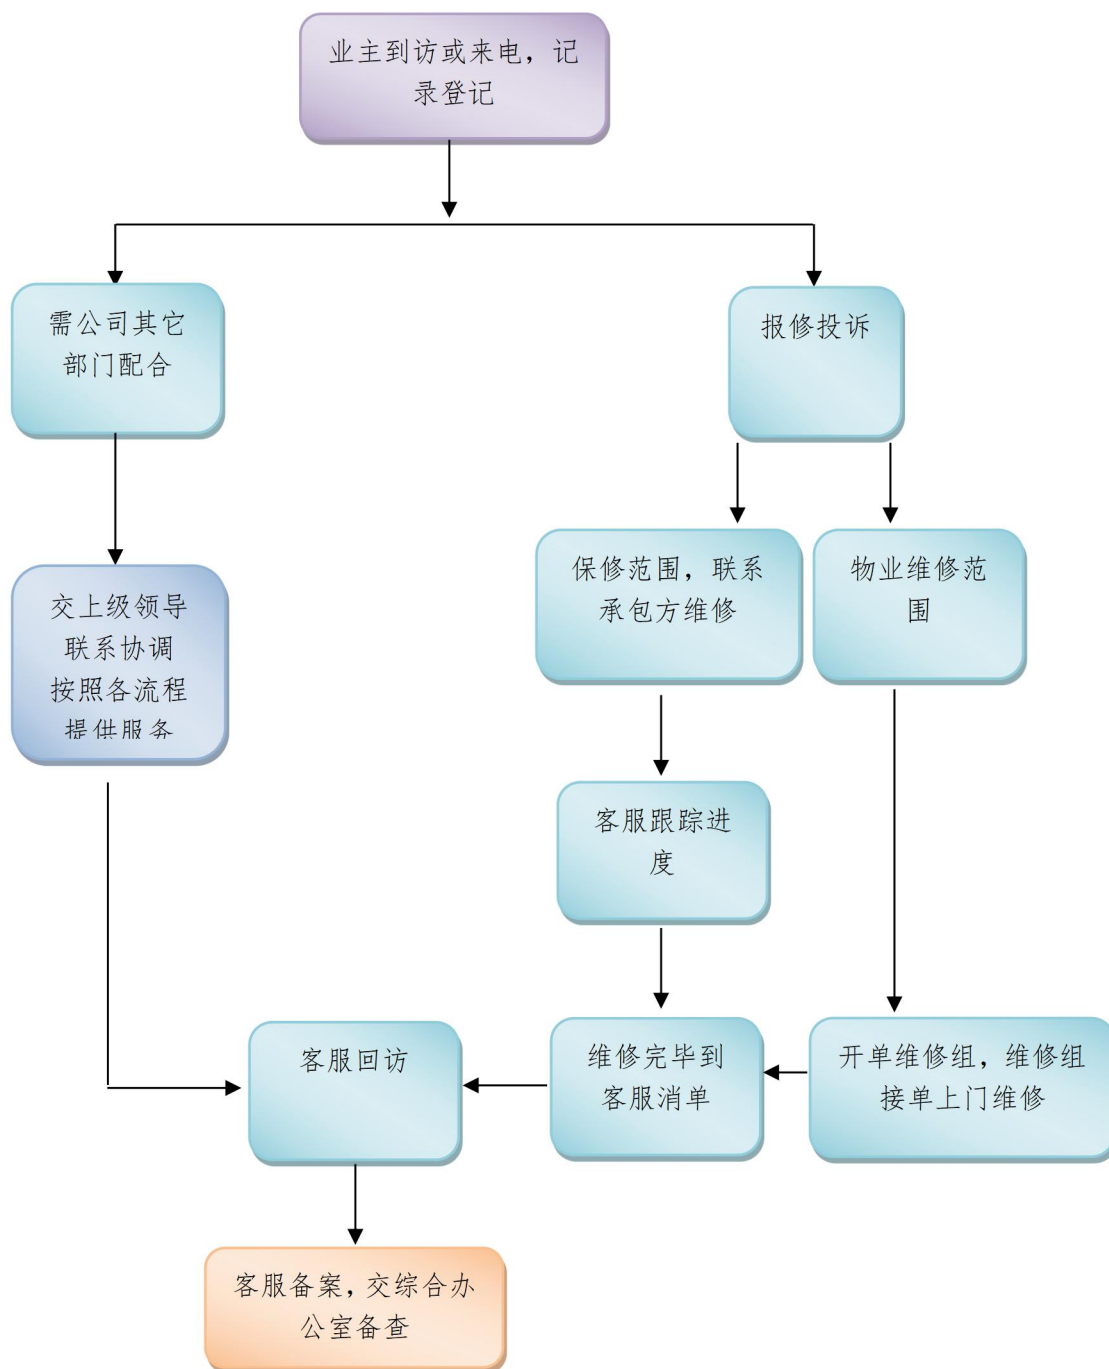 业主到访或来电，记
录登记
需公司其它
部门配合
报修投诉
保修范围，联系
承包方维修
物业维修范
围
交上级领导
联系协调
按照各流程
提供服务
客服跟踪进
度
客服回访
维修完毕到
客服消单
开单维修组，维修组
接单上门维修
客服备案，交综合办
公室备查